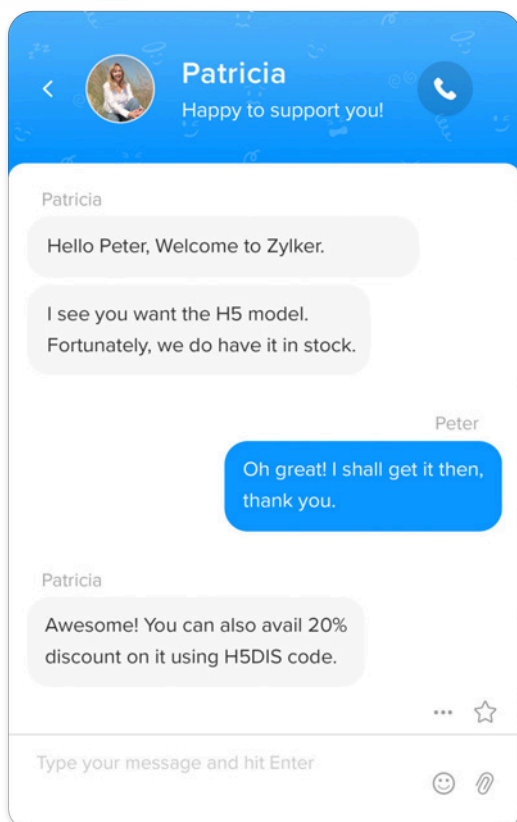 Patricia
Happy to support you!
Patricia
Hello Peter, Welcome to Zylker.
I see you want the H5 model.
Fortunately, we do have it in stock.
Peter
Oh great! I shall get it then,
thank you.
Patricia
Awesome! You can also avail 20%
discount on it using H5DIS code.
Type your message and hit Enter